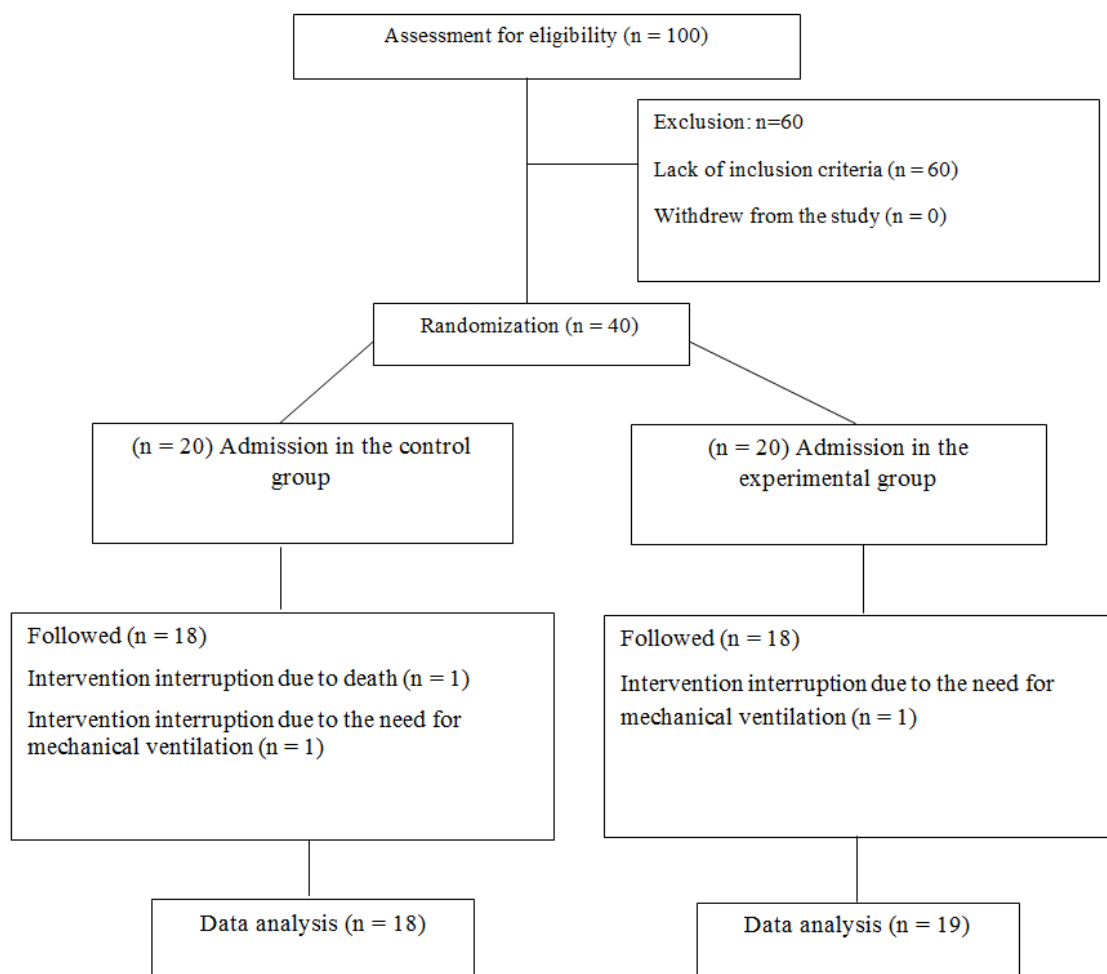 Assessment for eligibility (n = 100)
Exclusion: n=60
Lack of inclusion criteria (n = 60)
Withdrew from the study (n = 0)
Randomization (n = 40)
(n = 20) Admission in the control
group
(n = 20) Admission in the
experimental group
Followed (n = 18)
Intervention interruption due to death (n = 1)
Intervention interruption due to the need for
mechanical ventilation (n = 1)
Followed (n = 18)
Intervention interruption due to the need for
mechanical ventilation (n = 1)
Data analysis (n = 18)
Data analysis (n = 19)